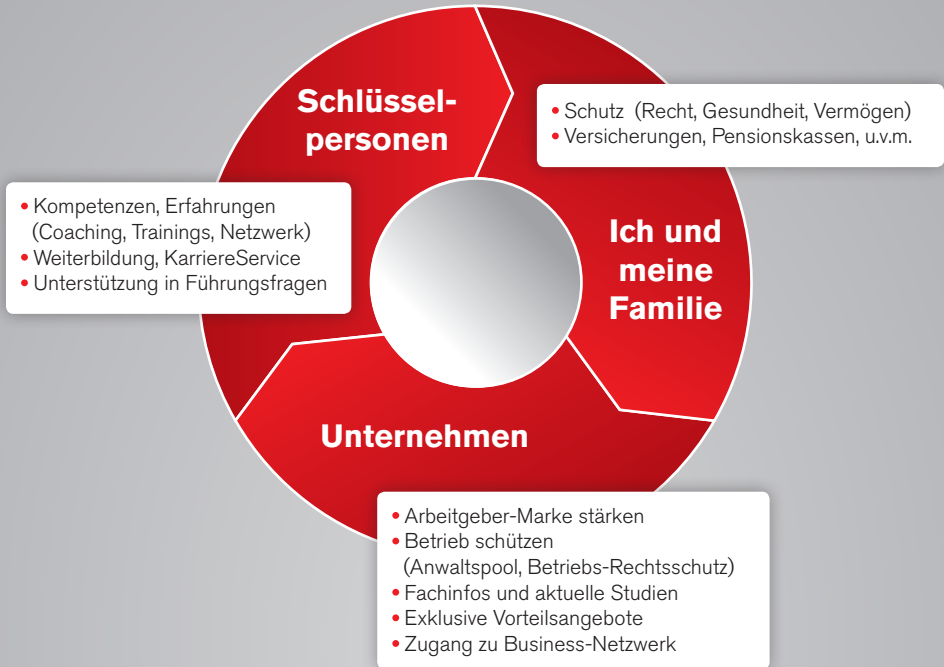 Schlüssel-
personen
• Kompetenzen, Erfahrungen
(Coaching, Trainings, Netzwerk)
• Weiterbildung, KarriereService
• Unterstützung in Führungsfragen
• Schutz (Recht, Gesundheit, Vermögen)
• Versicherungen, Pensionskassen, u.v.m.
Ich und
meine
Familie
Unternehmen
• Arbeitgeber-Marke stärken
• Betrieb schützen
(Anwaltspool, Betriebs-Rechtsschutz)
• Fachinfos und aktuelle Studien
• Exklusive Vorteilsangebote
• Zugang zu Business-Netzwerk